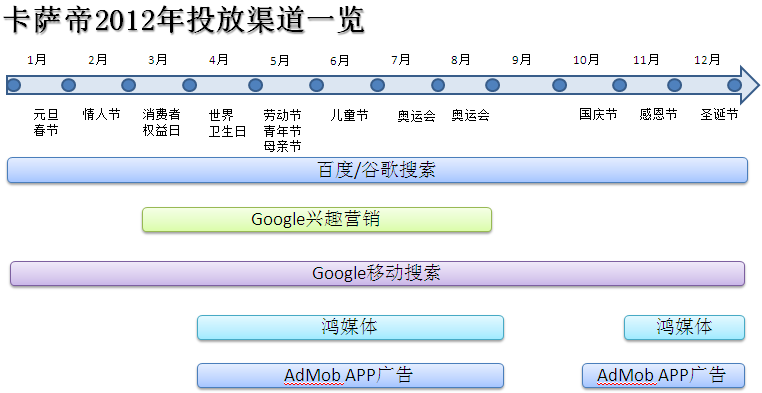 卡萨帝2012年投放渠道一览
1月 2月 3月 4月 5月 6月 7月 8月 9月 10月 11月 12月
元旦 情人节 消费者 世界 劳动节 儿童节 奥运会 奥运会 国庆节 感恩节 圣诞节
春节 权益日 卫生日 青年节
母亲节
百度/谷歌搜索
Google兴趣营销
Google移动搜索
鸿媒体 鸿媒体
AdMob APP广告 AdMob APP广告